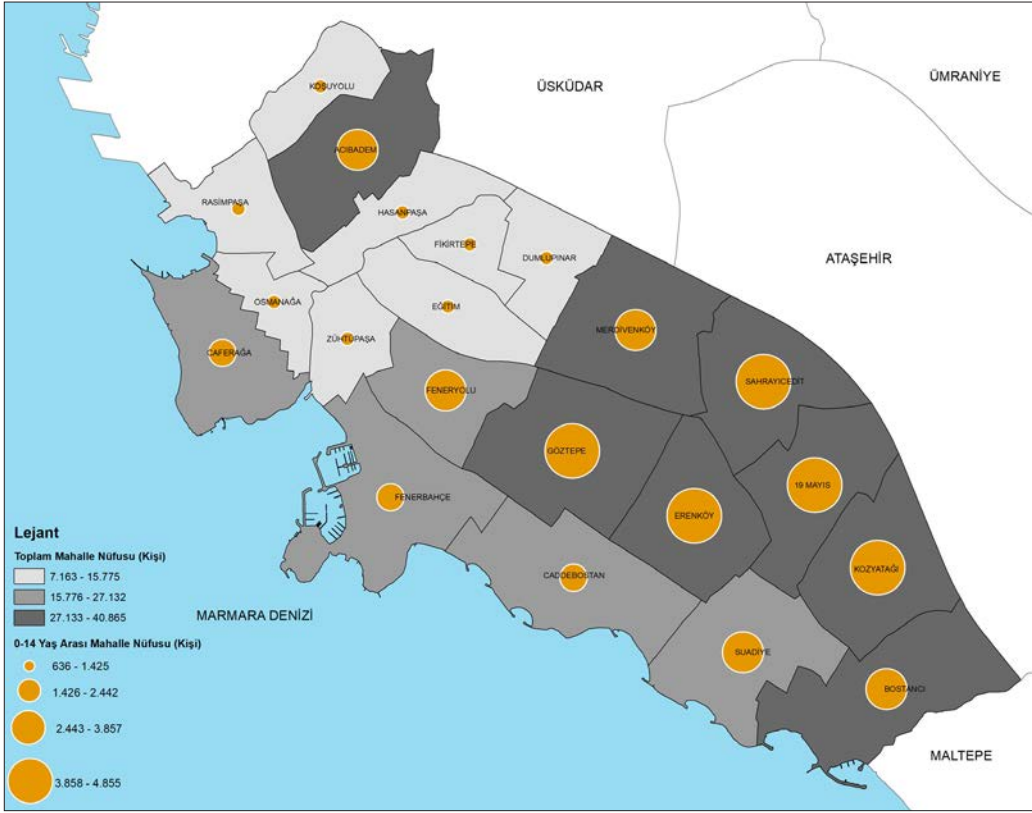 ÜMRANİYE
ÜSKÜDAR
KOŞUYOLU
ACIBADEM
RASİMPAŞA
HASANPAŞA
FİKİRTEPE
DUMLUPINAR
ATAŞEHİR
OSMANAĞA
EĞİTİM
MERDİVENKÖY
ZÜHTÜPAŞA
CAFERAĞA
SAHRAYICEDİT
FENERYOLU
GÖZTEPE
19 MAYIS
FENERBAHÇE
ERENKÖY
KOZYATAĞI
CADDEBOSTAN
SUADİYE
BOSTANCI
MALTEPE
MARMARA DENİZİ
Lejant
Toplam Mahalle Nüfusu (Kişi)
7.163 - 15.775
15.776 - 27.132
27.133 - 40.865
0-14 Yaş Arası Mahalle Nüfusu (Kişi)
636 - 1.425
1.426 - 2.442
2.443 - 3.857
3.858 - 4.855